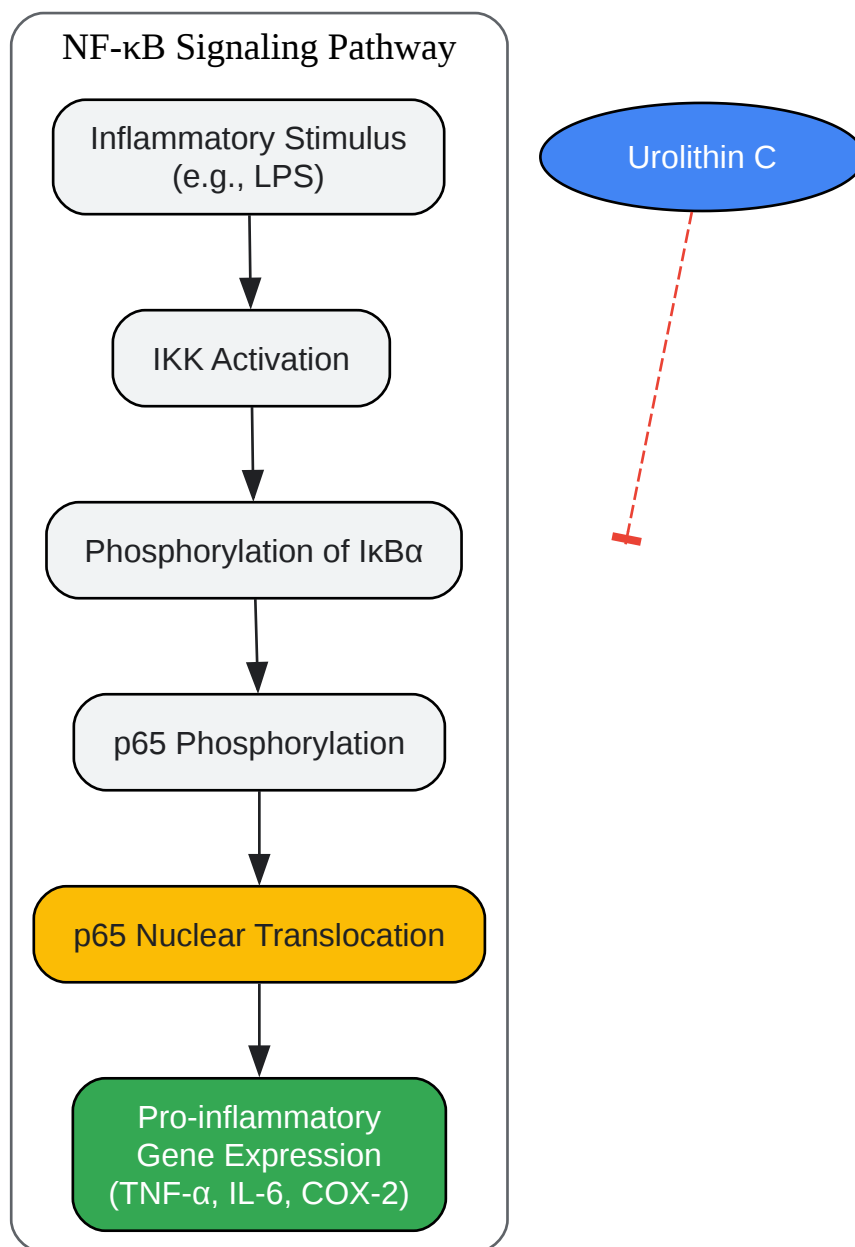 NF-κB Signaling Pathway
Inflammatory Stimulus
(e.g., LPS)
Urolithin C
IKK Activation
Phosphorylation of IκBα
p65 Phosphorylation
p65 Nuclear Translocation
Pro-inflammatory
Gene Expression
(TNF-α, IL-6, COX-2)